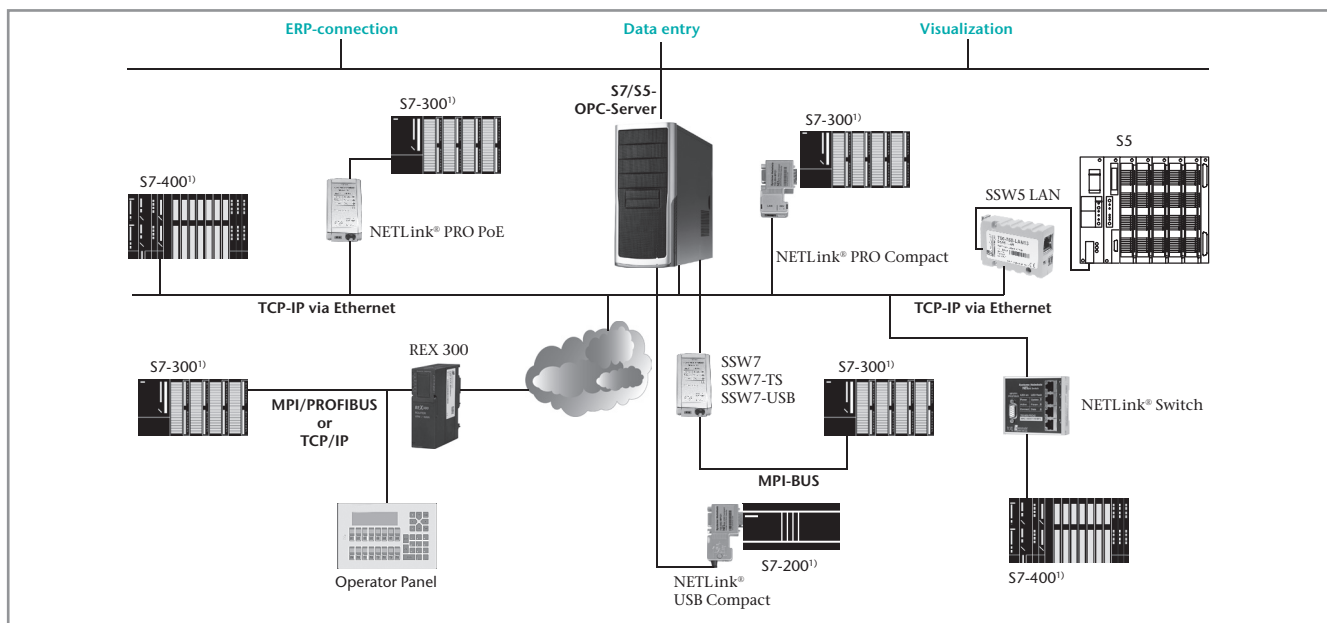 ERP-connection
Data entry
Visualization
S7/S5-
OPC-Server
S7-300¹⁾
S7-300¹⁾
S5
S7-400¹⁾
SSW5 LAN
NETLink® PRO PoE
NETLink® PRO Compact
TCP-IP via Ethernet
TCP-IP via Ethernet
REX 300
S7-300¹⁾
MPI/PROFIBUS
or
TCP/IP
SSW7
SSW7-TS
SSW7-USB
S7-300¹⁾
NETLink® Switch
MPI-BUS
Operator Panel
S7-200¹⁾
NETLink®
USB Compact
S7-400¹⁾